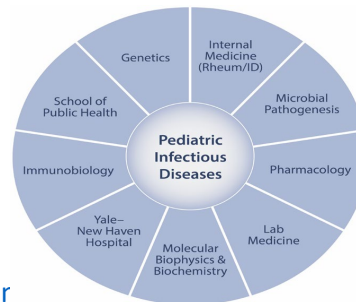 Genetics
Internal
Medicine
(Rheum/ID)
Microbial
Pathogenesis
Pharmacology
Lab
Medicine
Molecular
Biophysics &
Biochemistry
Yale–
New Haven
Hospital
Immunobiology
School of
Public Health
Pediatric
Infectious
Diseases
r